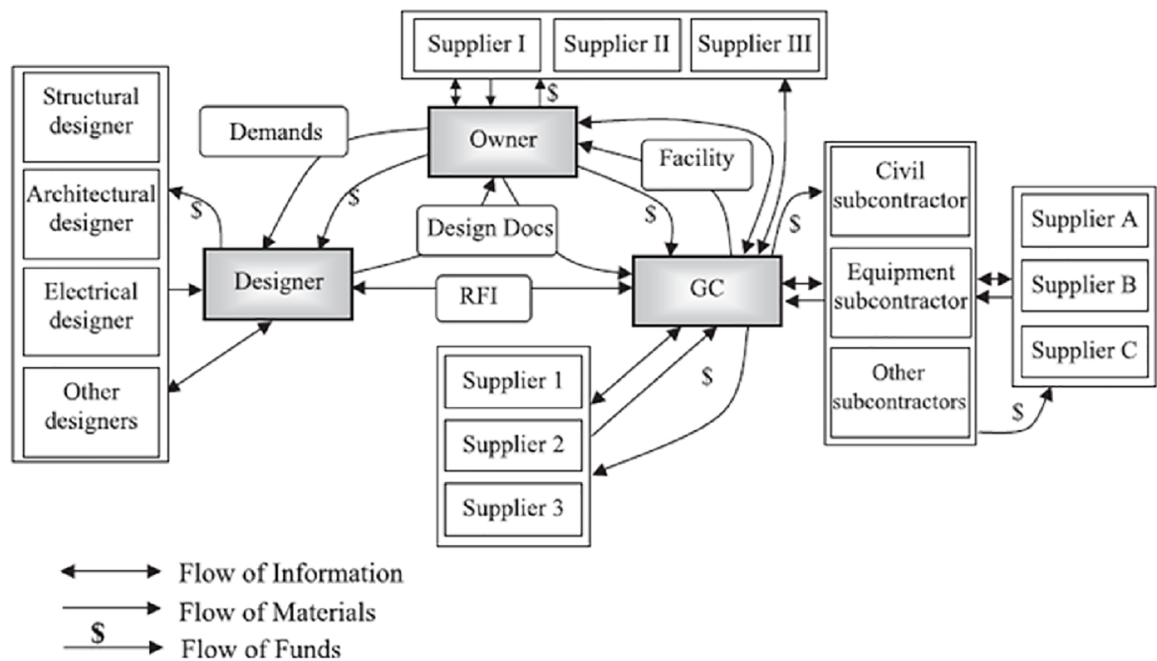 Supplier I
Supplier II
Supplier III
$
Structural
designer
Demands
Owner
Facility
Civil
subcontractor
Architectural
designer
$
$
$
$
Supplier A
Design Docs
Designer
GC
Equipment
subcontractor
Supplier B
Electrical
designer
RFI
Supplier C
Other
designers
Supplier 1
$
Other
subcontractors
$
Supplier 2
Supplier 3
Flow of Information
Flow of Materials
$
Flow of Funds